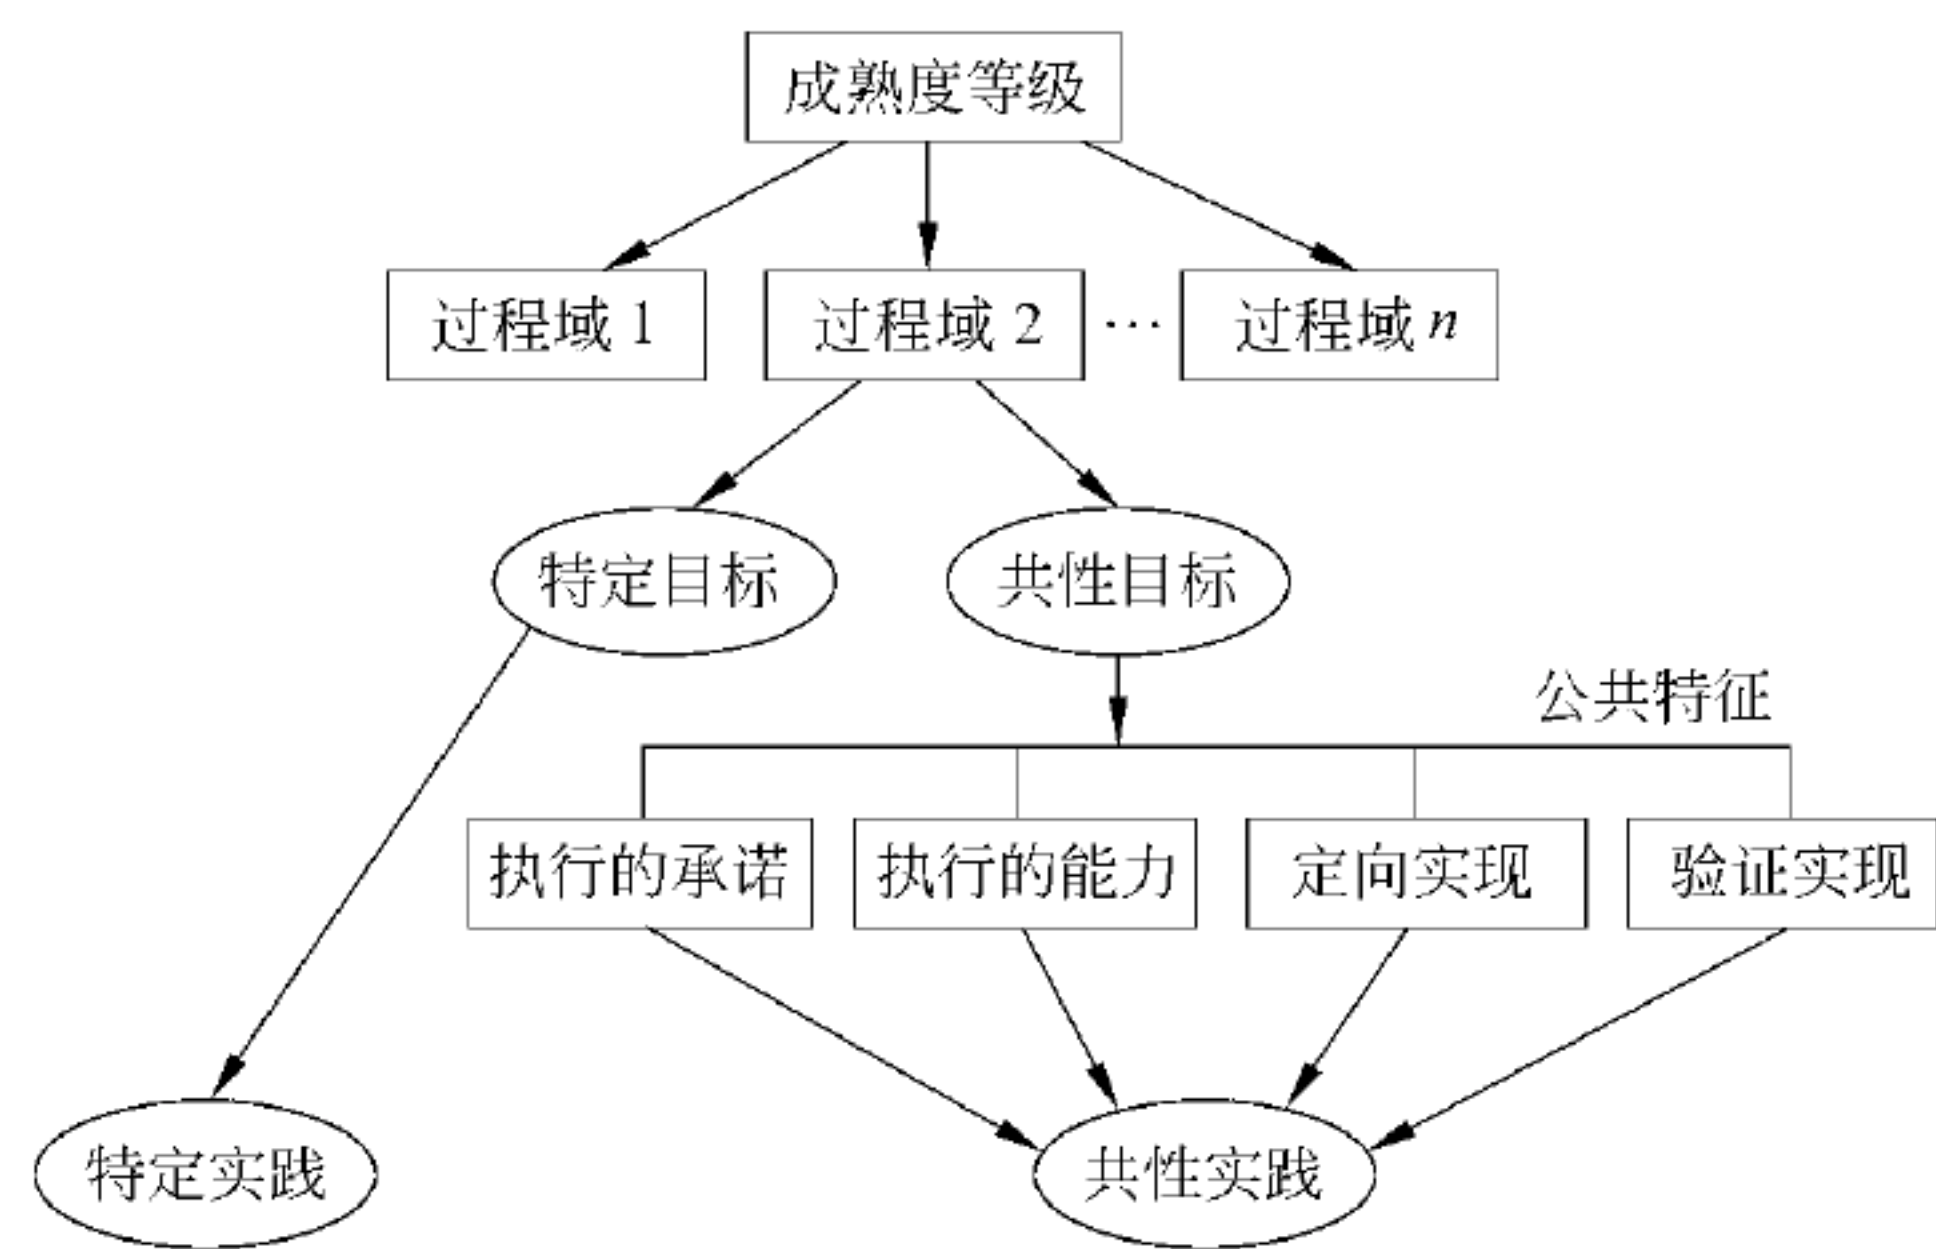 成熟度等级
过程域 1
过程域 2
…
过程域 n
特定目标
共性目标
公共特征
执行的承诺
执行的能力
定向实现
验证实现
特定实践
共性实践